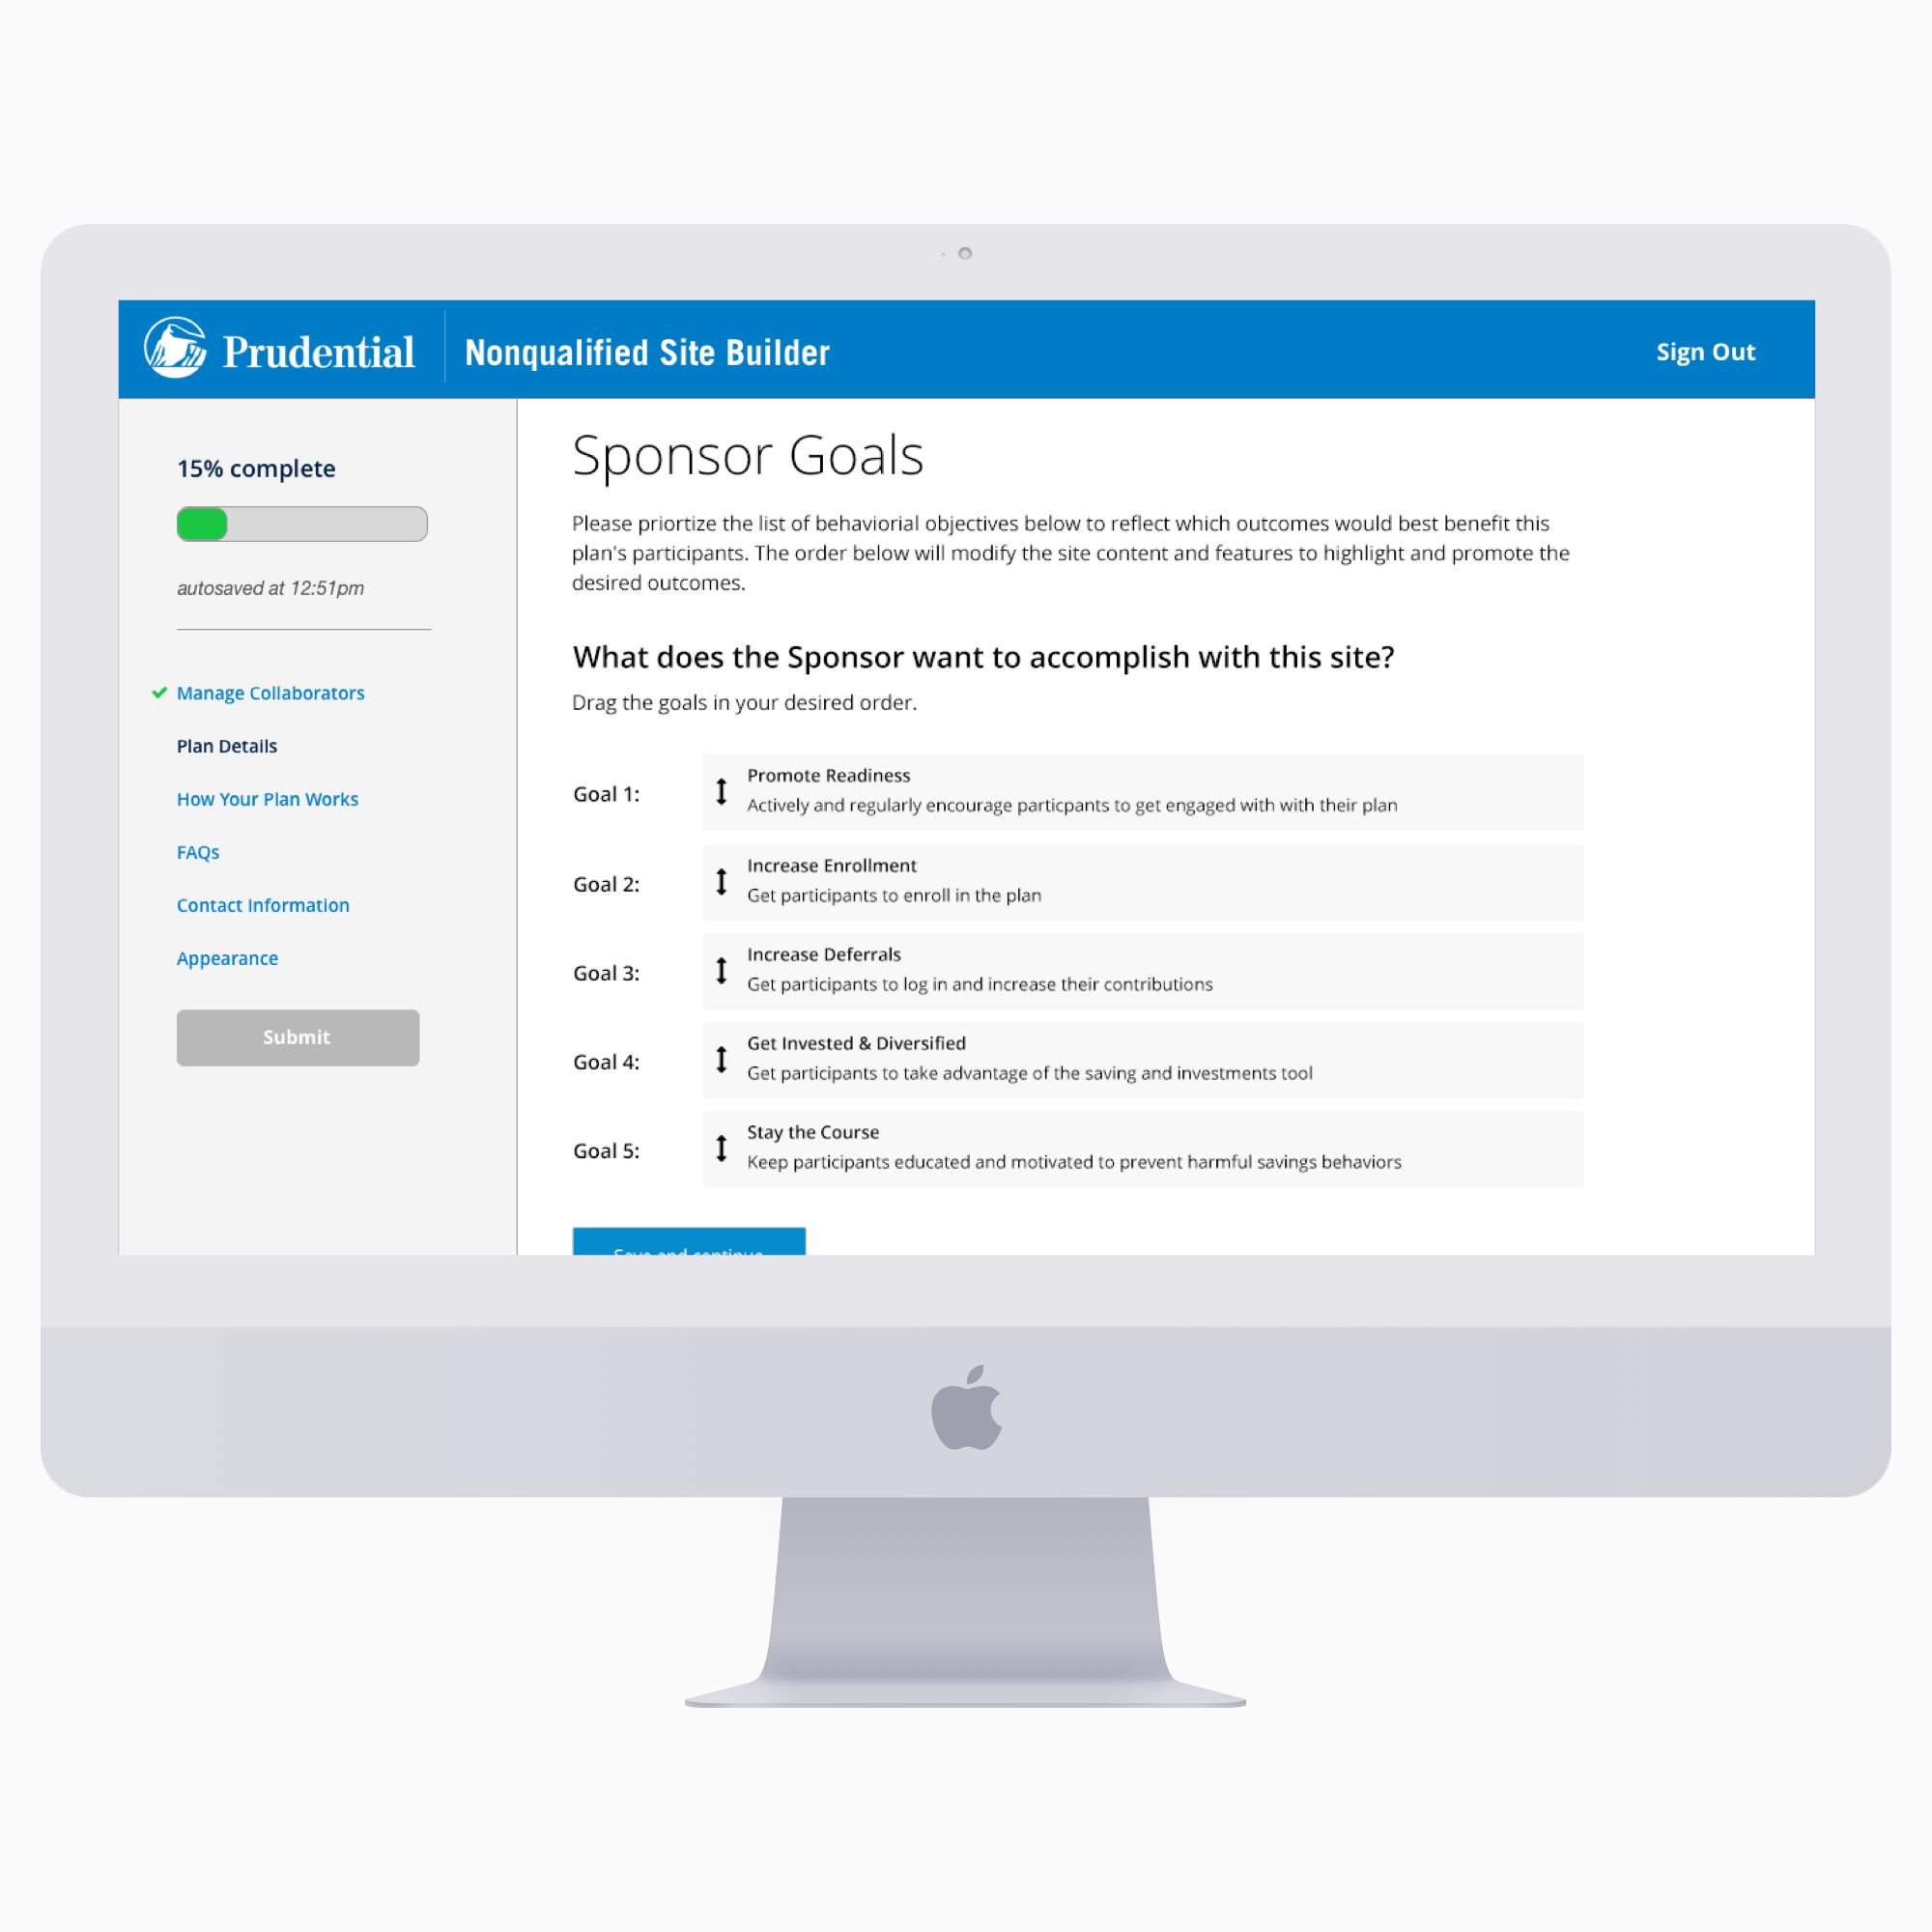 Prudential
Nonqualified Site Builder
Sign Out
15% complete
autosaved at 12:51pm
Manage Collaborators
Plan Details
How Your Plan Works
FAQs
Contact Information
Appearance
Submit
Sponsor Goals
Please priortize the list of behaviorial objectives below to reflect which outcomes would best benefit this
plan's participants. The order below will modify the site content and features to highlight and promote the
desired outcomes.
What does the Sponsor want to accomplish with this site?
Drag the goals in your desired order.
Goal 1:
Promote Readiness
Actively and regularly encourage particpants to get engaged with with their plan
Goal 2:
Increase Enrollment
Get participants to enroll in the plan
Goal 3:
Increase Deferrals
Get participants to log in and increase their contributions
Goal 4:
Get Invested & Diversified
Get participants to take advantage of the saving and investments tool
Goal 5:
Stay the Course
Keep participants educated and motivated to prevent harmful savings behaviors
Save and continue